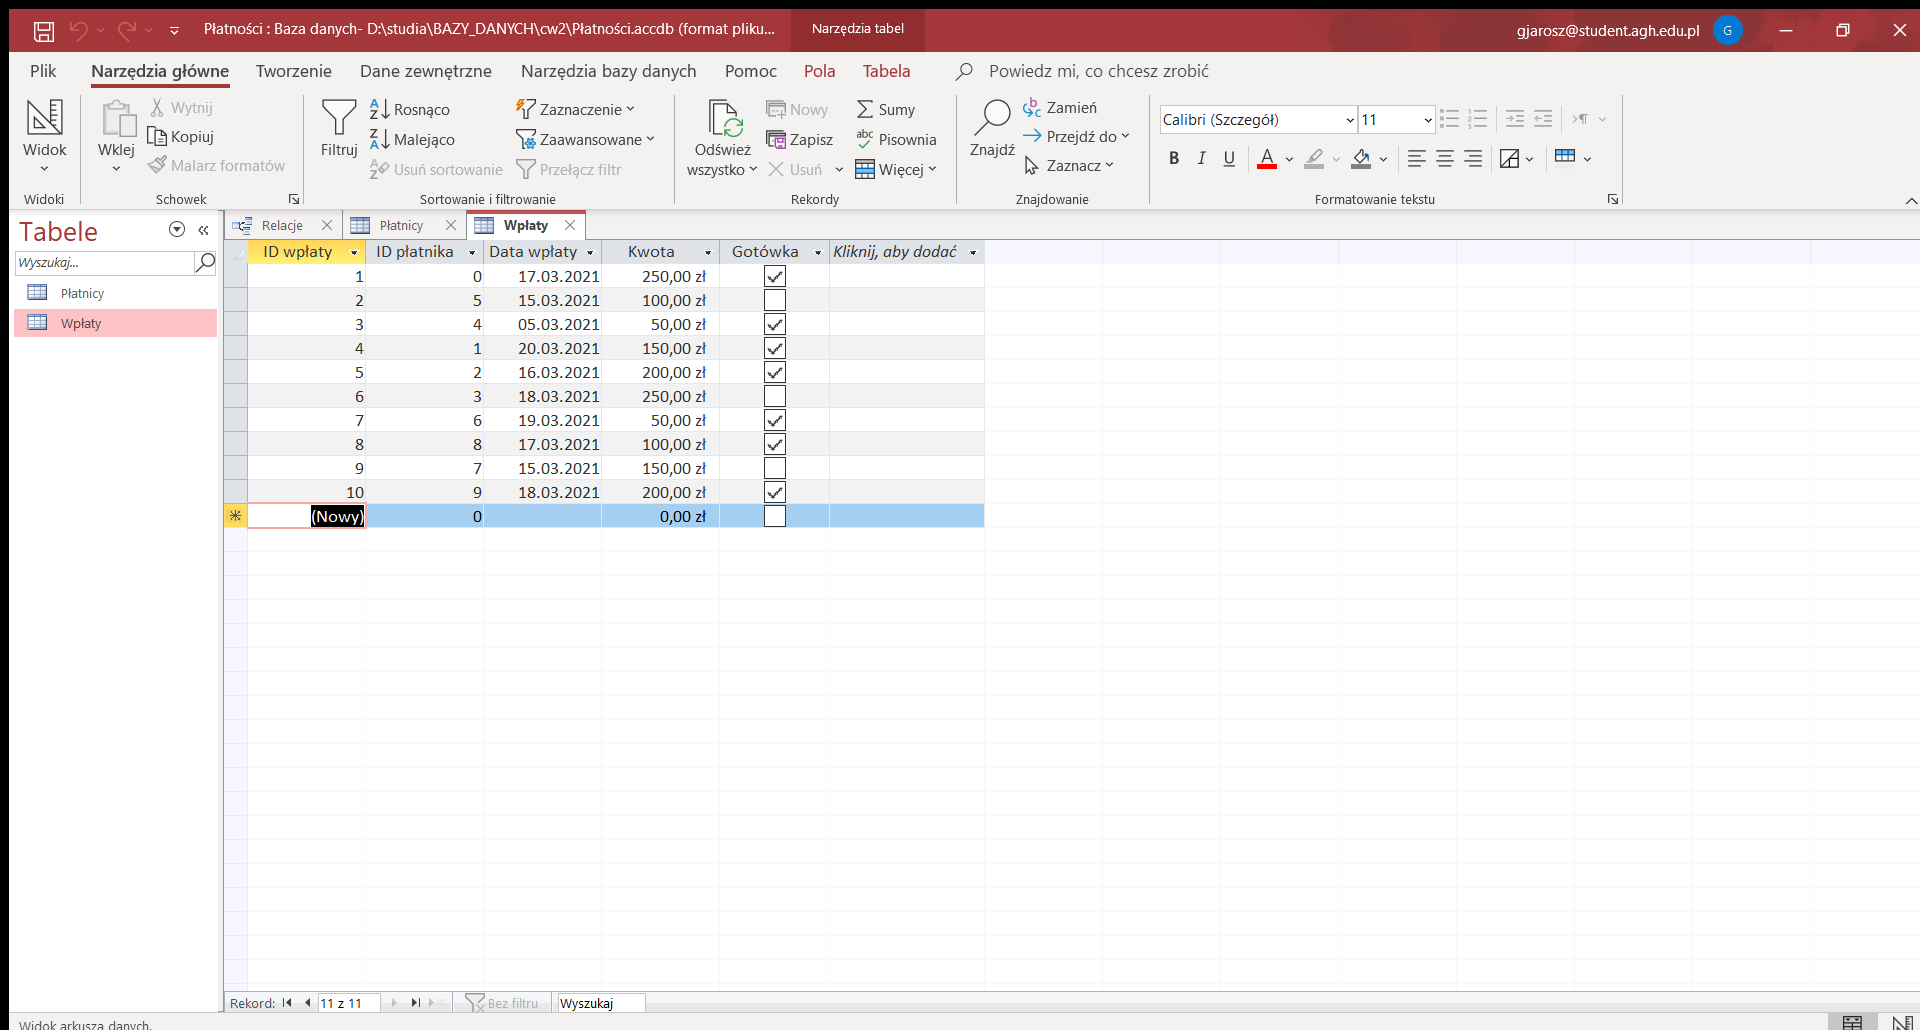 Płatności : Baza danych- D:\studia\BAZY_DANYCH\cw2\Płatności.accdb (format pliku...
Narzędzia tabel
gjarosz@student.agh.edu.pl
G
Plik
Narzędzia główne
Tworzenie
Dane zewnętrzne
Narzędzia bazy danych
Pomoc
Pola
Tabela
Powiedz mi, co chcesz zrobić
Widok
Widoki
Wklej
Wytnij
Kopiuj
Malarz formatów
Schowek
Filtruj
Rosnąco
Malejąco
Usuń sortowanie
Zaznaczenie
Zaawansowane
Przełącz filtr
Sortowanie i filtrowanie
Odśwież
wszystko
Nowy
Zapisz
Usuń
Sumy
Pisownia
Więcej
Rekordy
Znajdź
Zamień
Przejdź do
Zaznacz
Znajdowanie
Calibri (Szczegół)
11
B I U A
Formatowanie tekstu
Tabele
Wyszukaj...
Płatnicy
Wpłaty
Relacje
Płatnicy
Wpłaty
ID wpłaty ID płatnika Data wpłaty Kwota Gotówka Kliknij, aby dodać
1 0 17.03.2021 250,00 zł
2 5 15.03.2021 100,00 zł
3 4 05.03.2021 50,00 zł
4 1 20.03.2021 150,00 zł
5 2 16.03.2021 200,00 zł
6 3 18.03.2021 250,00 zł
7 6 19.03.2021 50,00 zł
8 8 17.03.2021 100,00 zł
9 7 15.03.2021 150,00 zł
10 9 18.03.2021 200,00 zł
(Nowy) 0 0,00 zł
Rekord: 11 z 11 Bez filtru Wyszukaj
Widok arkusza danych.